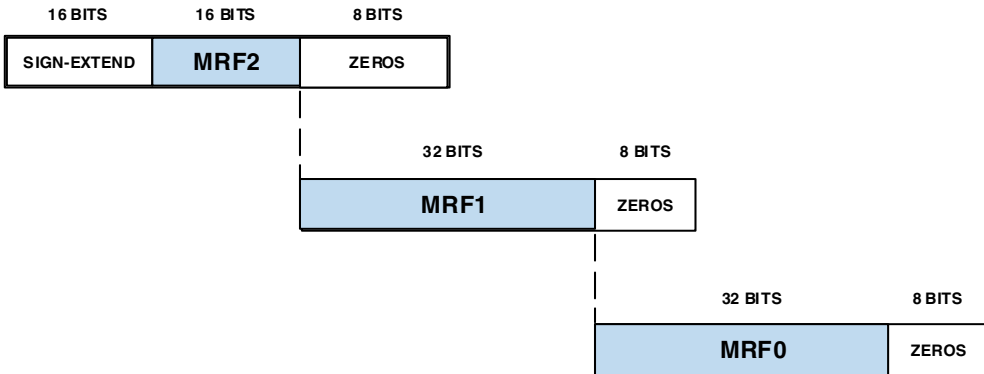 16 BITS 16 BITS 8 BITS
SIGN-EXTEND MRF2 ZEROS
32 BITS 8 BITS
MRF1 ZEROS
32 BITS 8 BITS
MRF0 ZEROS